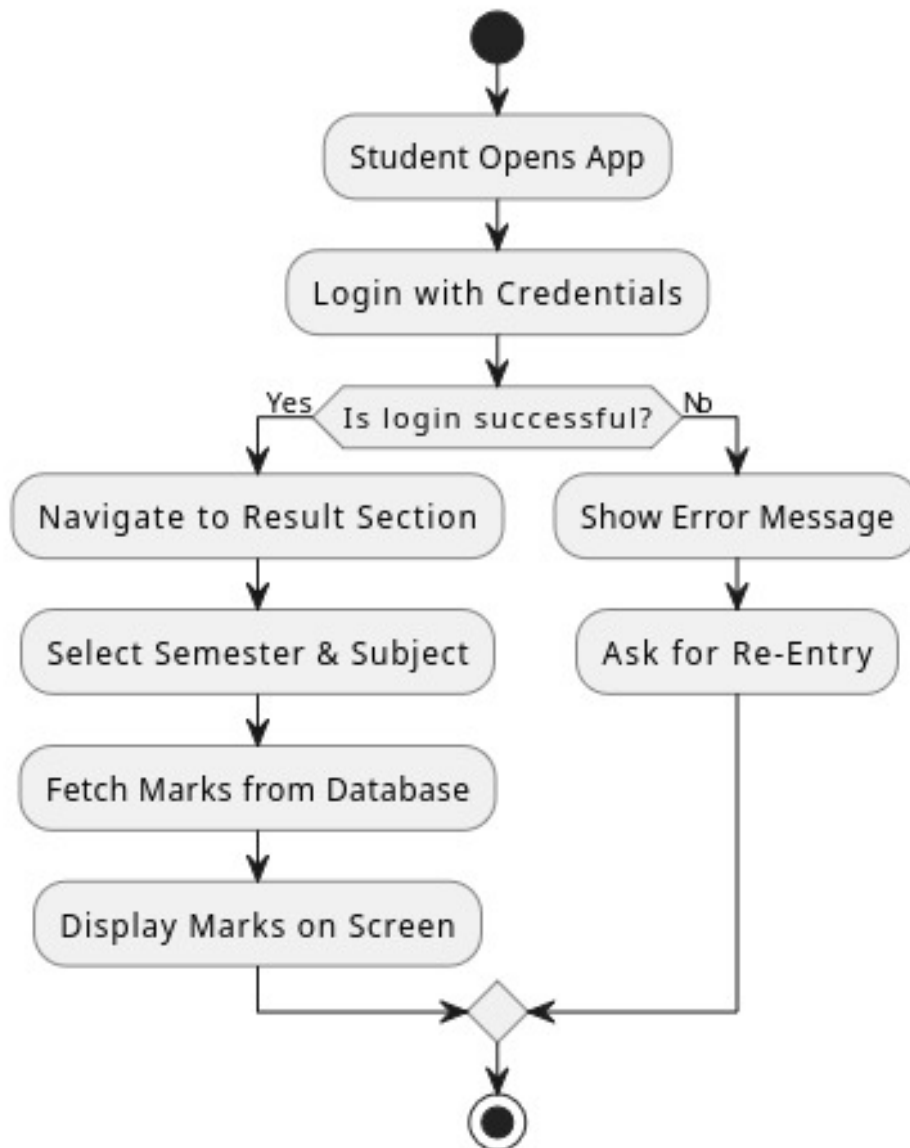 Student Opens App
Login with Credentials
Yes
Is login successful?
No
Navigate to Result Section
Show Error Message
Select Semester & Subject
Ask for Re-Entry
Fetch Marks from Database
Display Marks on Screen